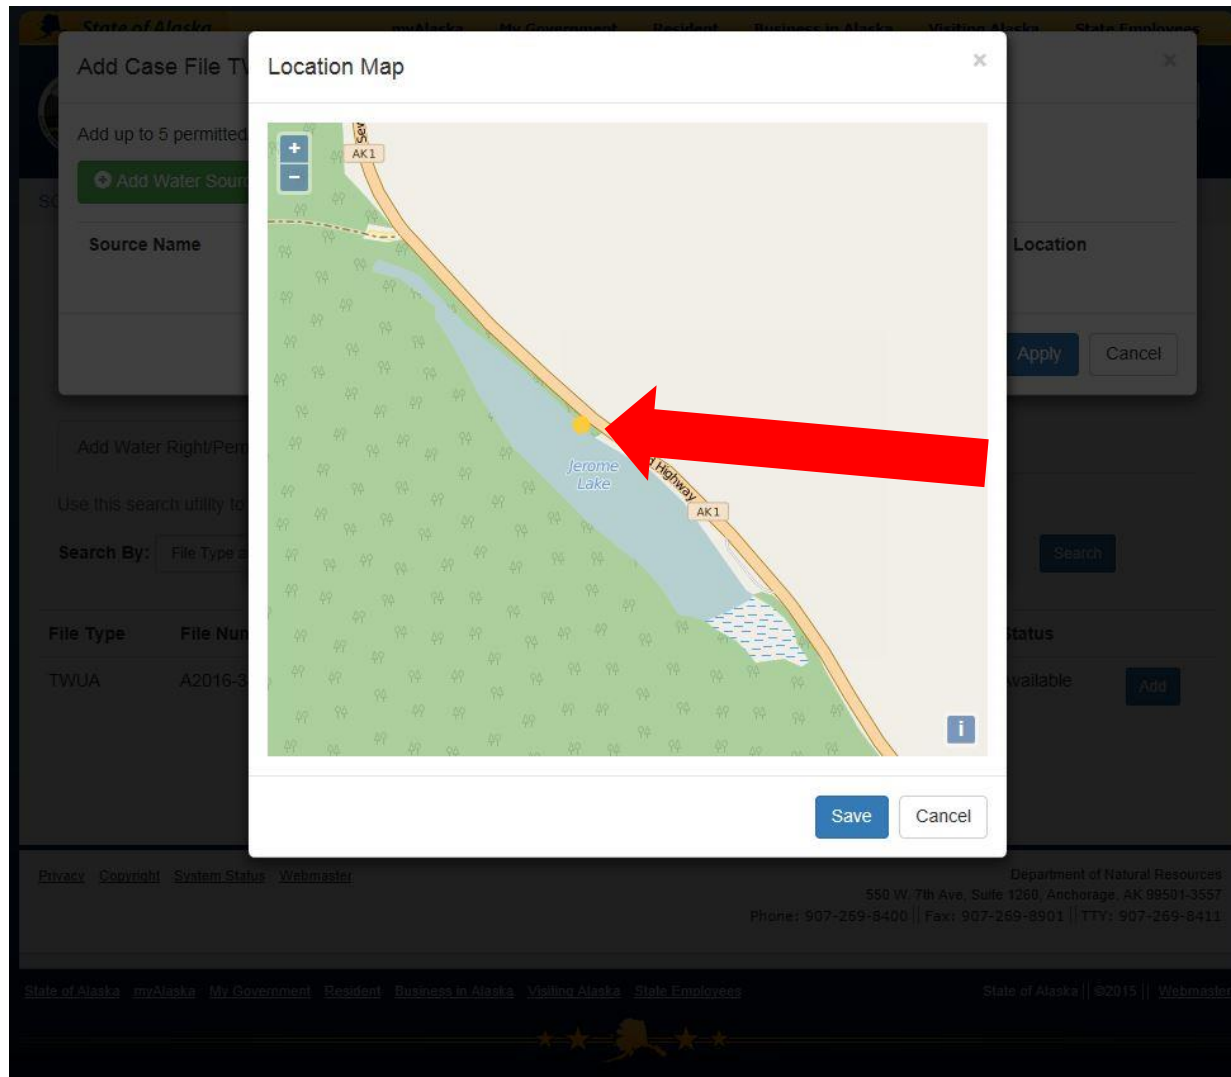 State of Alaska myAlaska My Government Resident Business in Alaska Visiting Alaska State Employees
Add Case File
Location Map
×
×
Add up to 5 permitted
Add Water
Source Name
Location
Apply
Cancel
+
−
AK1
Jerome
Lake
Highway
AK1
i
Save
Cancel
Add Water Right/
Use this search utility to
Search By:
File Type
Search
File Type
File
Status
TWUA
A2016-3
Available
Add
Privacy Copyright System Status Webmaster
Department of Natural Resources
550 W. 7th Ave, Suite 1260, Anchorage, AK 99501-3557
Phone: 907-269-8400 || Fax: 907-269-8901 || TTY: 907-269-8411
State of Alaska myAlaska My Government Resident Business in Alaska Visiting Alaska State Employees
State of Alaska || ©2015 || Webmaster